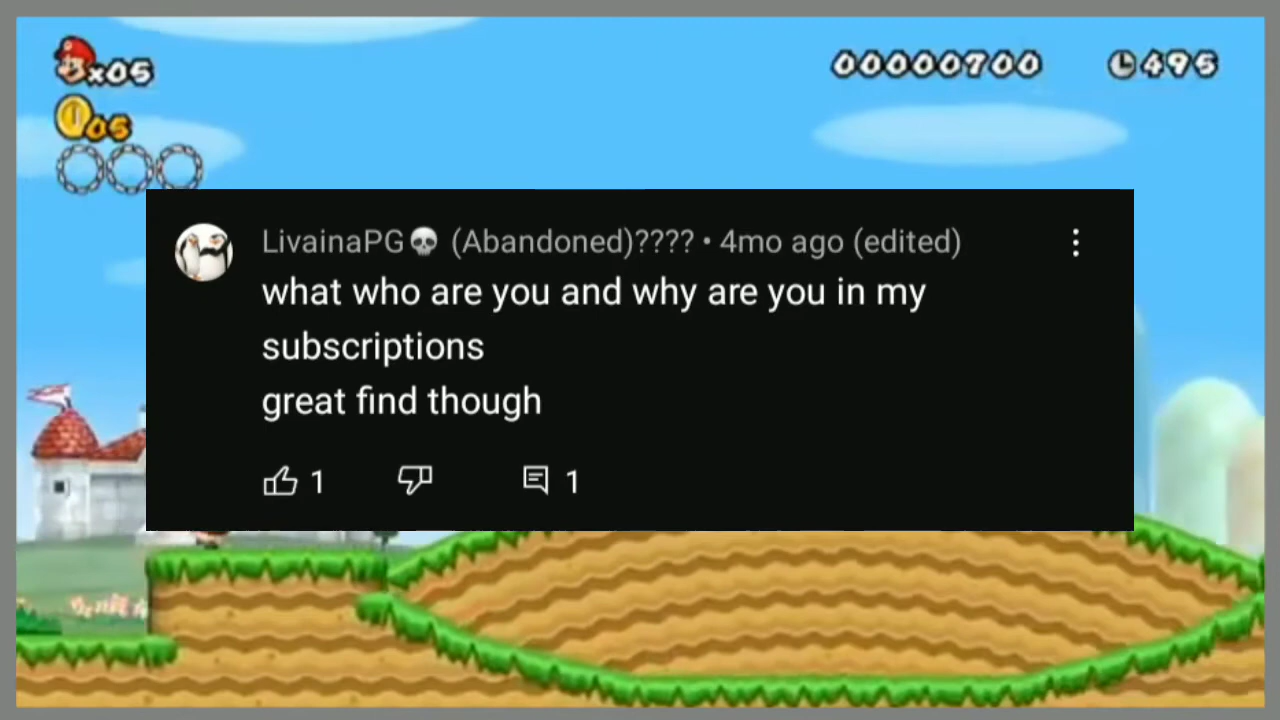 x05
00000700
495
05
LivainaPG💀 (Abandoned)???? • 4mo ago (edited)
what who are you and why are you in my
subscriptions
great find though
1
1